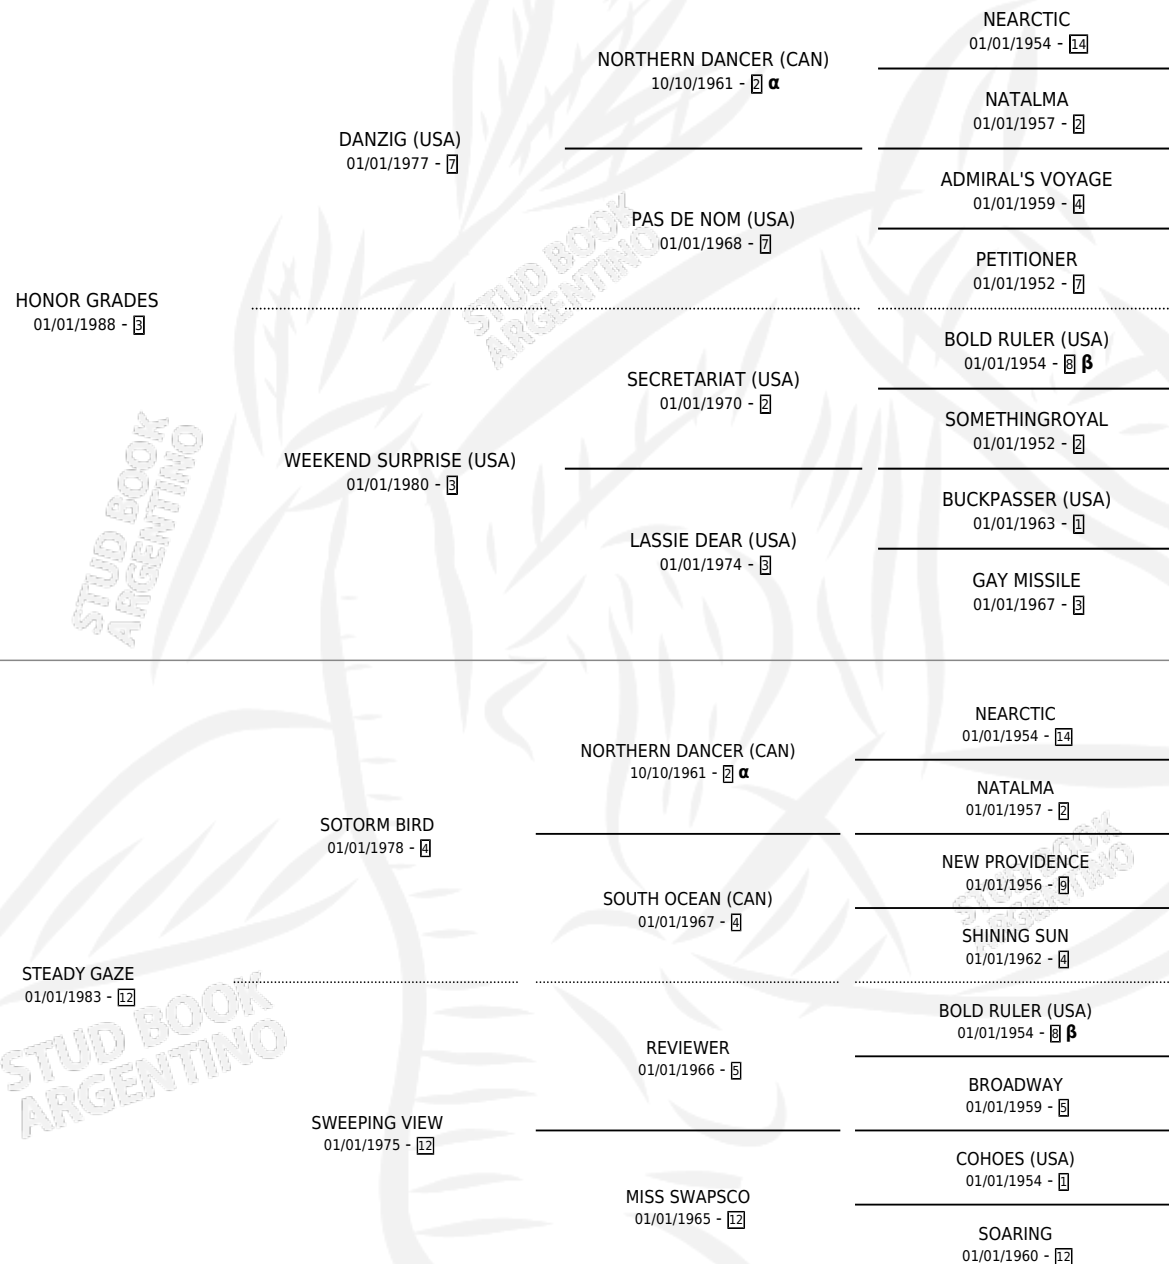 NEARCTIC
01/01/1954 - 14
NORTHERN DANCER (CAN)
10/10/1961 - 2 α
NATALMA
01/01/1957 - 2
DANZIG (USA)
01/01/1977 - 7
ADMIRAL'S VOYAGE
01/01/1959 - 4
PAS DE NOM (USA)
01/01/1968 - 7
PETITIONER
01/01/1952 - 7
HONOR GRADES
01/01/1988 - 3
BOLD RULER (USA)
01/01/1954 - 8 β
SECRETARIAT (USA)
01/01/1970 - 2
SOMETHINGROYAL
01/01/1952 - 2
WEEKEND SURPRISE (USA)
01/01/1980 - 3
BUCKPASSER (USA)
01/01/1963 - 1
LASSIE DEAR (USA)
01/01/1974 - 3
GAY MISSILE
01/01/1967 - 3
NEARCTIC
01/01/1954 - 14
NORTHERN DANCER (CAN)
10/10/1961 - 2 α
NATALMA
01/01/1957 - 2
SOTORM BIRD
01/01/1978 - 4
NEW PROVIDENCE
01/01/1956 - 9
SOUTH OCEAN (CAN)
01/01/1967 - 4
SHINING SUN
01/01/1962 - 4
STEADY GAZE
01/01/1983 - 12
BOLD RULER (USA)
01/01/1954 - 8 β
REVIEWER
01/01/1966 - 5
BROADWAY
01/01/1959 - 5
SWEEPING VIEW
01/01/1975 - 12
COHOES (USA)
01/01/1954 - 1
MISS SWAPSCO
01/01/1965 - 12
SOARING
01/01/1960 - 12
STUD BOOK
ARGENTINO
STUD BOOK
ARGENTINO
STUD BOOK
ARGENTINO
STUD BOOK
ARGENTINO